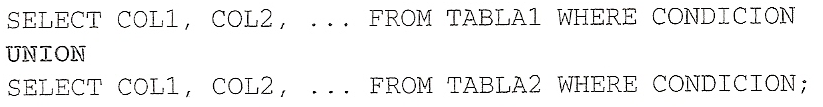 SELECT COL1, COL2, ... FROM TABLA1 WHERE CONDICION
UNION
SELECT COL1, COL2, ... FROM TABLA2 WHERE CONDICION;